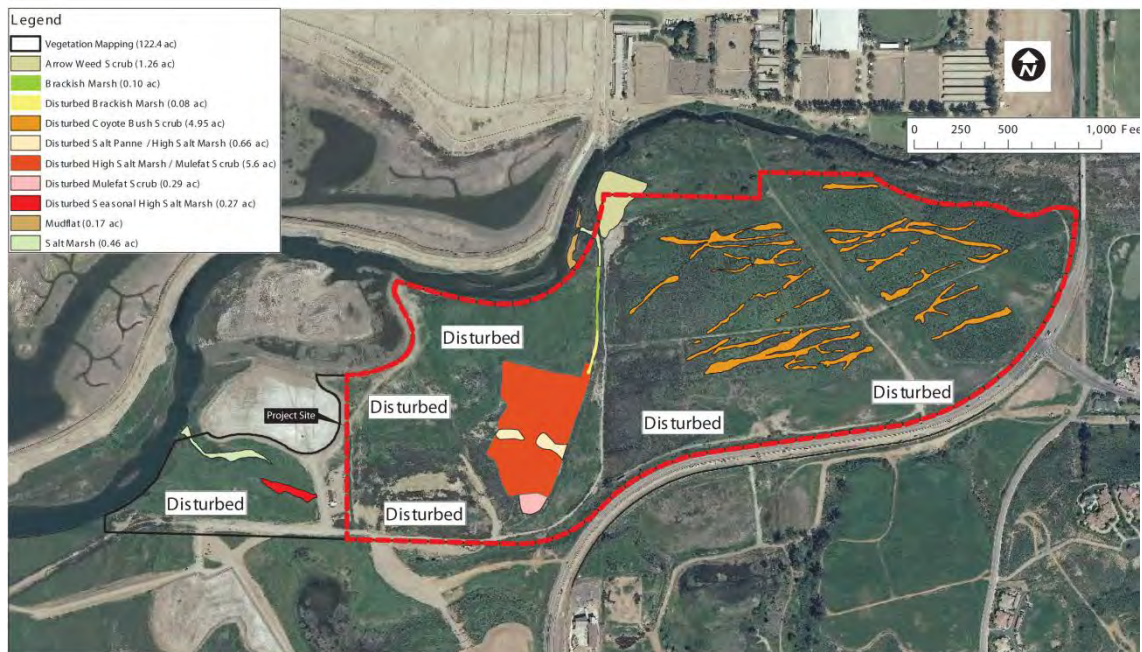 Legend
Vegetation Mapping (122.4 ac)
Arrow Weed Scrub (1.26 ac)
Brackish Marsh (0.10 ac)
Disturbed Brackish Marsh (0.08 ac)
Disturbed Coyote Bush Scrub (4.95 ac)
Disturbed Salt Panne / High Salt Marsh (0.66 ac)
Disturbed High Salt Marsh / Mulefat Scrub (5.6 ac)
Disturbed Mulefat Scrub (0.29 ac)
Disturbed Seasonal High Salt Marsh (0.27 ac)
Mudflat (0.17 ac)
Salt Marsh (0.46 ac)
N
0 250 500 1,000 Fee
Disturbed
Disturbed
Disturbed
Disturbed
Project Site
Disturbed
Disturbed